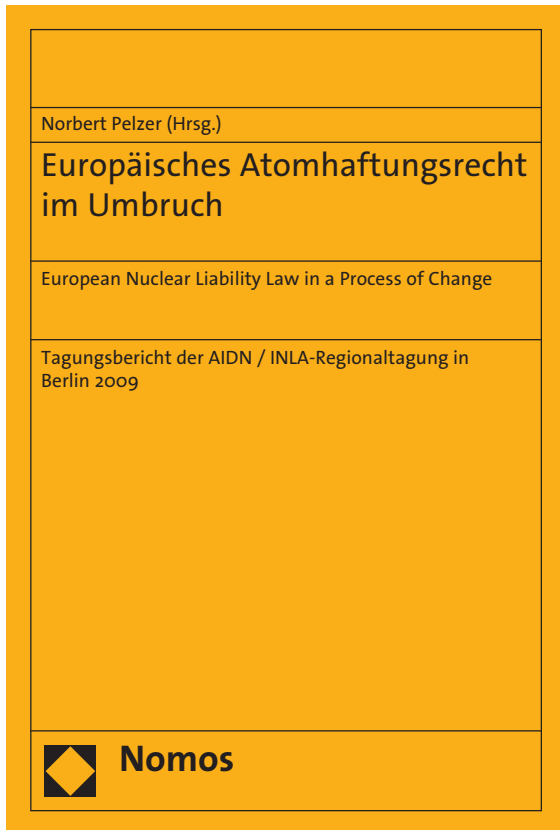 Norbert Pelzer (Hrsg.)
Europäisches Atomhaftungsrecht
im Umbruch
European Nuclear Liability Law in a Process of Change
Tagungsbericht der AIDN / INLA-Regionaltagung in
Berlin 2009
Nomos